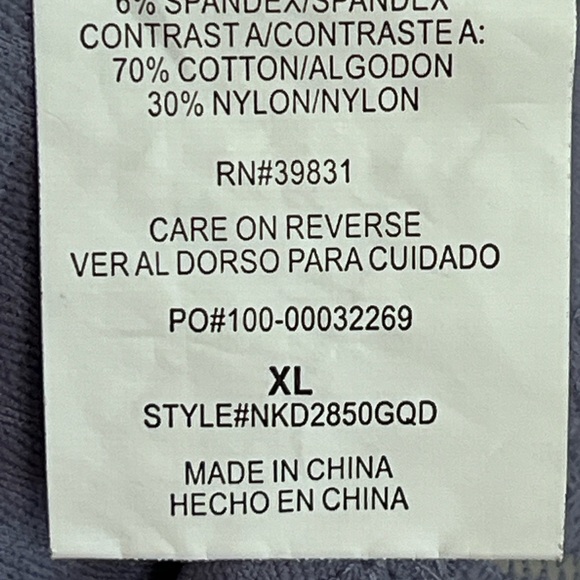 6% SPANDEX/SPANDEX
CONTRAST A/CONTRASTE A:
70% COTTON/ALGODON
30% NYLON/NYLON
RN#39831
CARE ON REVERSE
VER AL DORSO PARA CUIDADO
PO#100-00032269
XL
STYLE#NKD2850GQD
MADE IN CHINA
HECHO EN CHINA